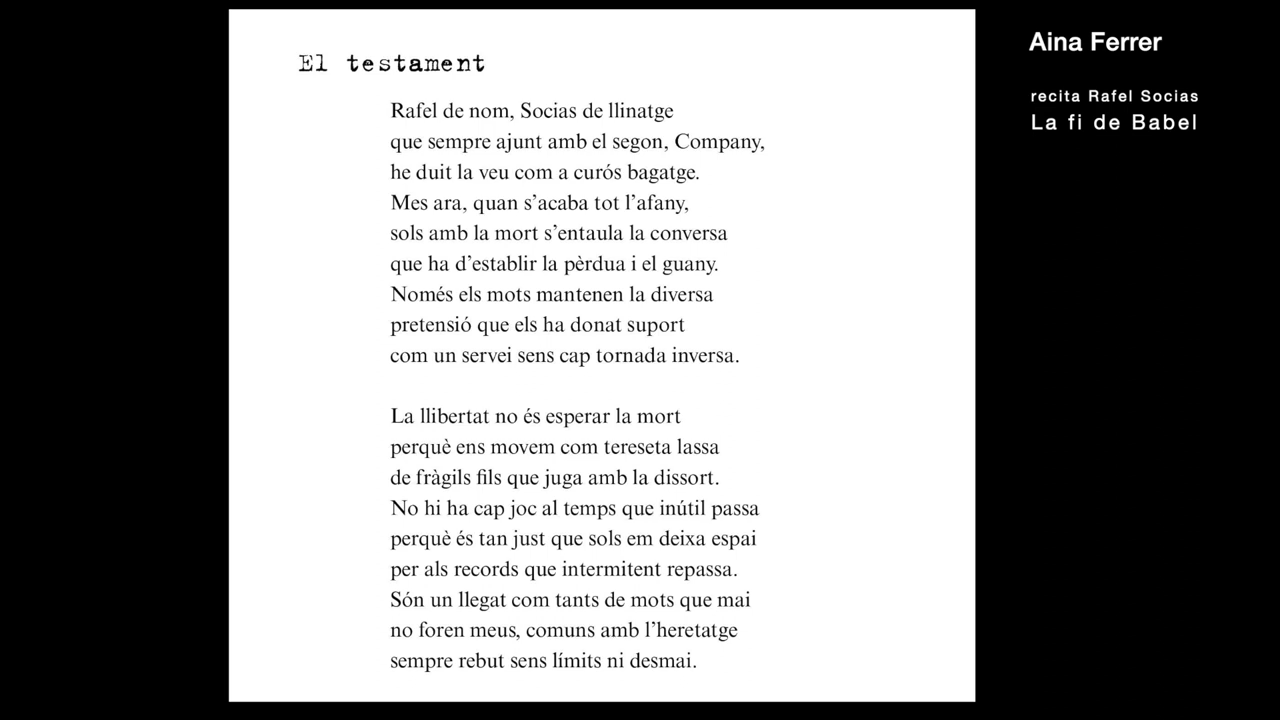 El testament
Rafel de nom, Socias de llinatge
que sempre ajunt amb el segon, Company,
he duit la veu com a curós bagatge.
Mes ara, quan s’acaba tot l’afany,
sols amb la mort s’entaula la conversa
que ha d’establir la pèrdua i el guany.
Només els mots mantenen la diversa
pretensió que els ha donat suport
com un servei sens cap tornada inversa.
La llibertat no és esperar la mort
perquè ens movem com tereseta lassa
de fràgils fils que juga amb la dissort.
No hi ha cap joc al temps que inútil passa
perquè és tan just que sols em deixa espai
per als records que intermitent repassa.
Són un llegat com tants de mots que mai
no foren meus, comuns amb l’heretatge
sempre rebut sens límits ni desmai.
Aina Ferrer
recita Rafel Socias
La fi de Babel